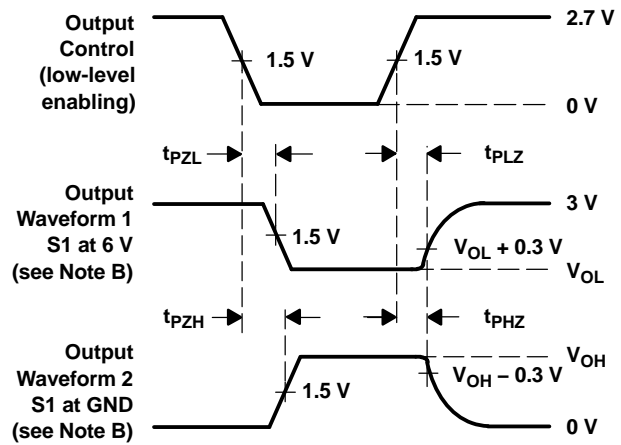 Output
Control
(low-level
enabling)
1.5 V
1.5 V
2.7 V
0 V
tPZL
tPLZ
Output
Waveform 1
S1 at 6 V
(see Note B)
1.5 V
3 V
VOL + 0.3 V
VOL
tPZH
tPHZ
Output
Waveform 2
S1 at GND
(see Note B)
1.5 V
VOH
VOH − 0.3 V
0 V